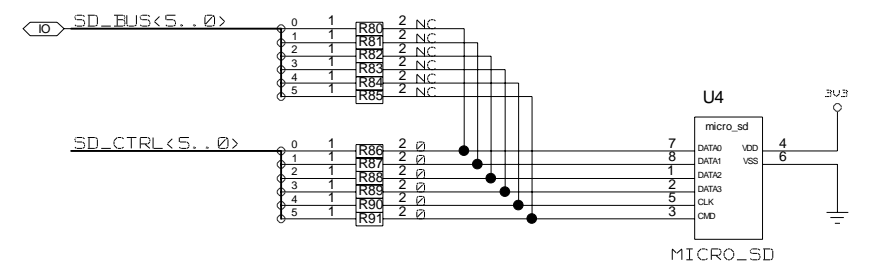 IO SD_BUS<5..0>
0 1 R80 2 NC
1 1 R81 2 NC
2 1 R82 2 NC
3 1 R83 2 NC
4 1 R84 2 NC
5 1 R85 2 NC
U4
3V3
micro_sd
SD_CTRL<5..0>
0 1 R86 2 0 7 DATA0 VDD 4
1 1 R87 2 0 8 DATA1 VSS 6
2 1 R88 2 0 1 DATA2
3 1 R89 2 0 2 DATA3
4 1 R90 2 0 5 CLK
5 1 R91 2 0 3 CMD
MICRO_SD